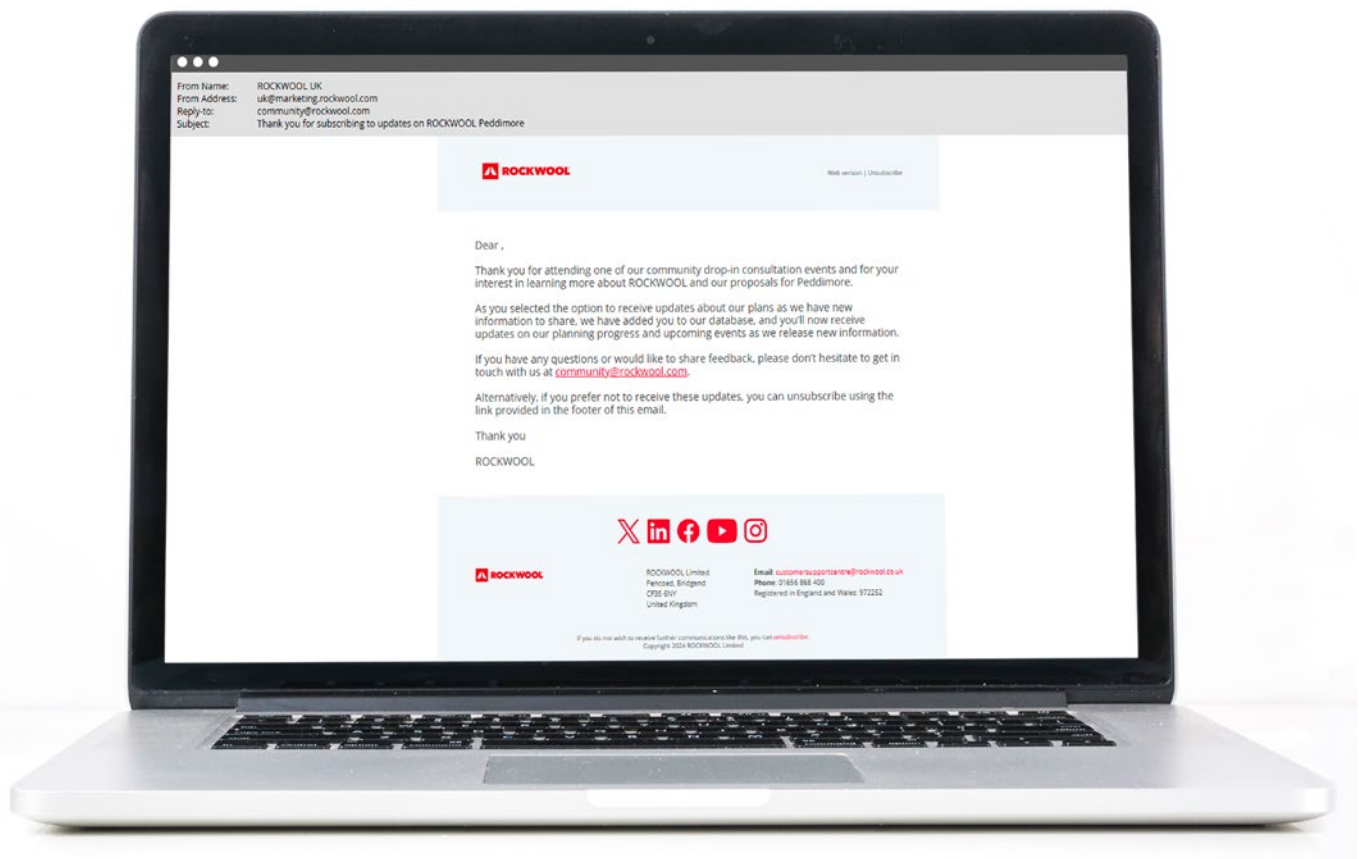 From Name: ROCKWOOL UK
From Address: uk@marketing.rockwool.com
Reply-to: community@rockwool.com
Subject: Thank you for subscribing to updates on ROCKWOOL Peddimore
ROCKWOOL
Web version | Unsubscribe
Dear ,
Thank you for attending one of our community drop-in consultation events and for your
interest in learning more about ROCKWOOL and our proposals for Peddimore.
As you selected the option to receive updates about our plans as we have new
information to share, we have added you to our database, and you'll now receive
updates on our planning progress and upcoming events as we release new information.
If you have any questions or would like to share feedback, please don't hesitate to get in
touch with us at community@rockwool.com.
Alternatively, if you prefer not to receive these updates, you can unsubscribe using the
link provided in the footer of this email.
Thank you
ROCKWOOL
ROCKWOOL
ROCKWOOL Limited
Pencoed, Bridgend
CF35 6NY
United Kingdom
Email: customersupportcentre@rockwool.co.uk
Phone: 01656 868 400
Registered in England and Wales: 972252
If you do not wish to receive further communications like this, you can unsubscribe.
Copyright 2024 ROCKWOOL Limited